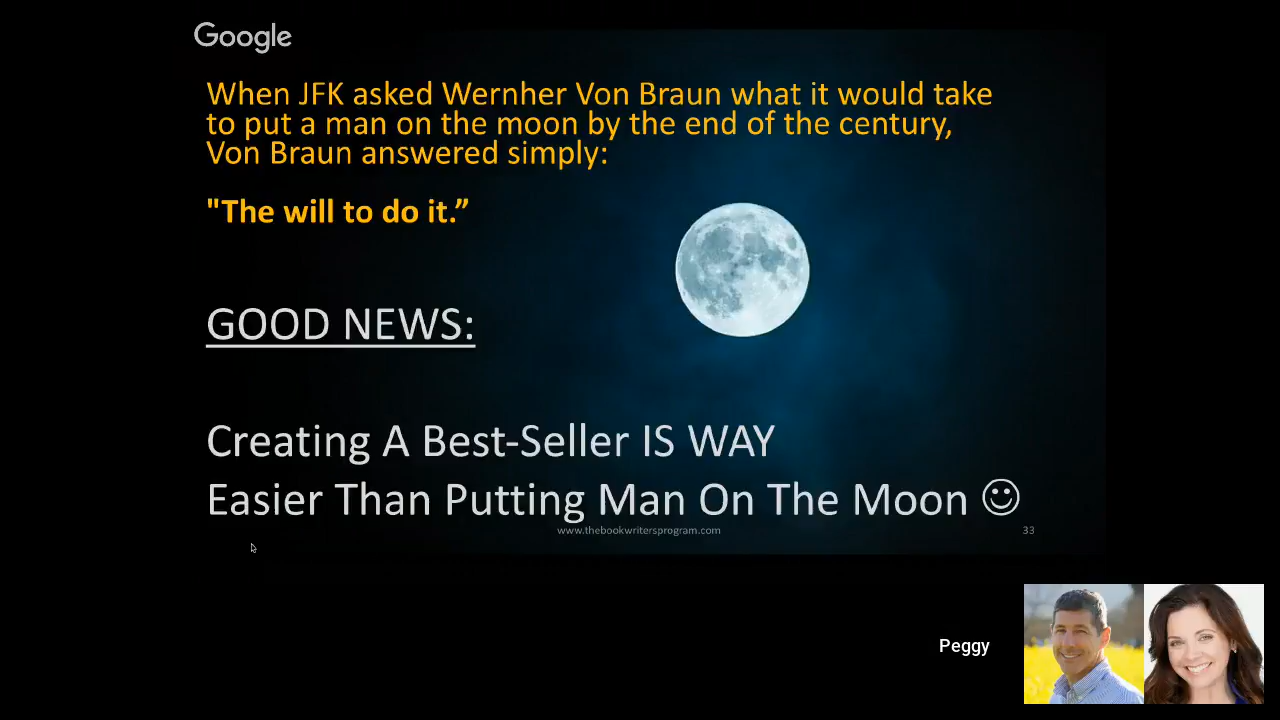 Google
When JFK asked Wernher Von Braun what it would take
to put a man on the moon by the end of the century,
Von Braun answered simply:
"The will to do it.”
GOOD NEWS:
Creating A Best-Seller IS WAY
Easier Than Putting Man On The Moon ☺
www.thebookwritersprogram.com
33
Peggy